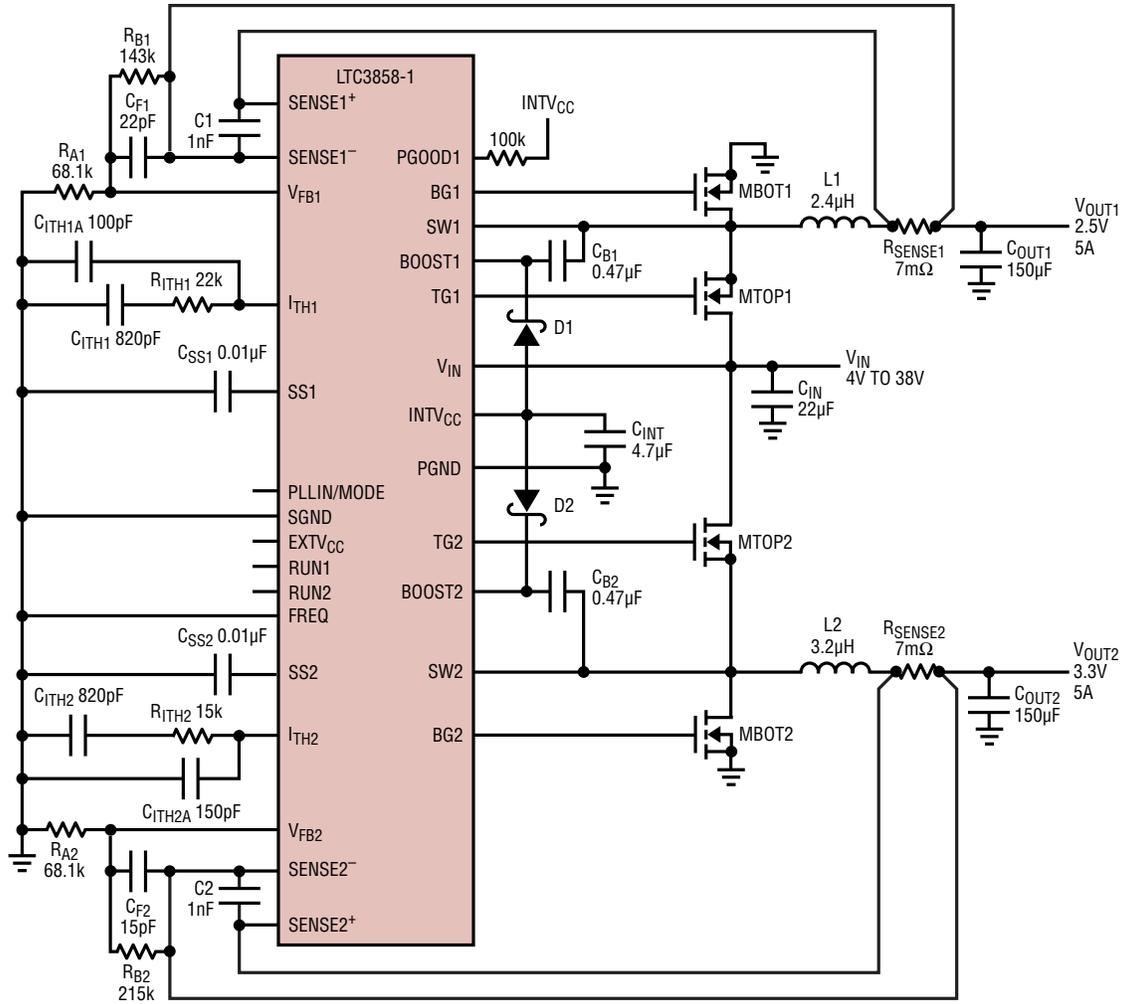 RB1
143k
CF1
22pF
RA1
68.1k
C1
1nF
CITH1A 100pF
RITH1 22k
CITH1 820pF
CSS1 0.01µF
CSS2 0.01µF
CITH2 820pF
RITH2 15k
CITH2A 150pF
RA2
68.1k
CF2
15pF
C2
1nF
RB2
215k
LTC3858-1
SENSE1+
SENSE1–
VFB1
ITH1
SS1
PLLIN/MODE
SGND
EXTVCC
RUN1
RUN2
FREQ
SS2
ITH2
VFB2
SENSE2–
SENSE2+
PGOOD1
BG1
SW1
BOOST1
TG1
VIN
INTVCC
PGND
TG2
BOOST2
SW2
BG2
INTVCC
100k
MBOT1
L1
2.4µH
CB1
0.47µF
MTOP1
D1
RSENSE1
7mΩ
COUT1
150µF
VOUT1
2.5V
5A
VIN
4V TO 38V
CIN
22µF
CINT
4.7µF
D2
MTOP2
CB2
0.47µF
L2
3.2µH
RSENSE2
7mΩ
VOUT2
3.3V
5A
COUT2
150µF
MBOT2